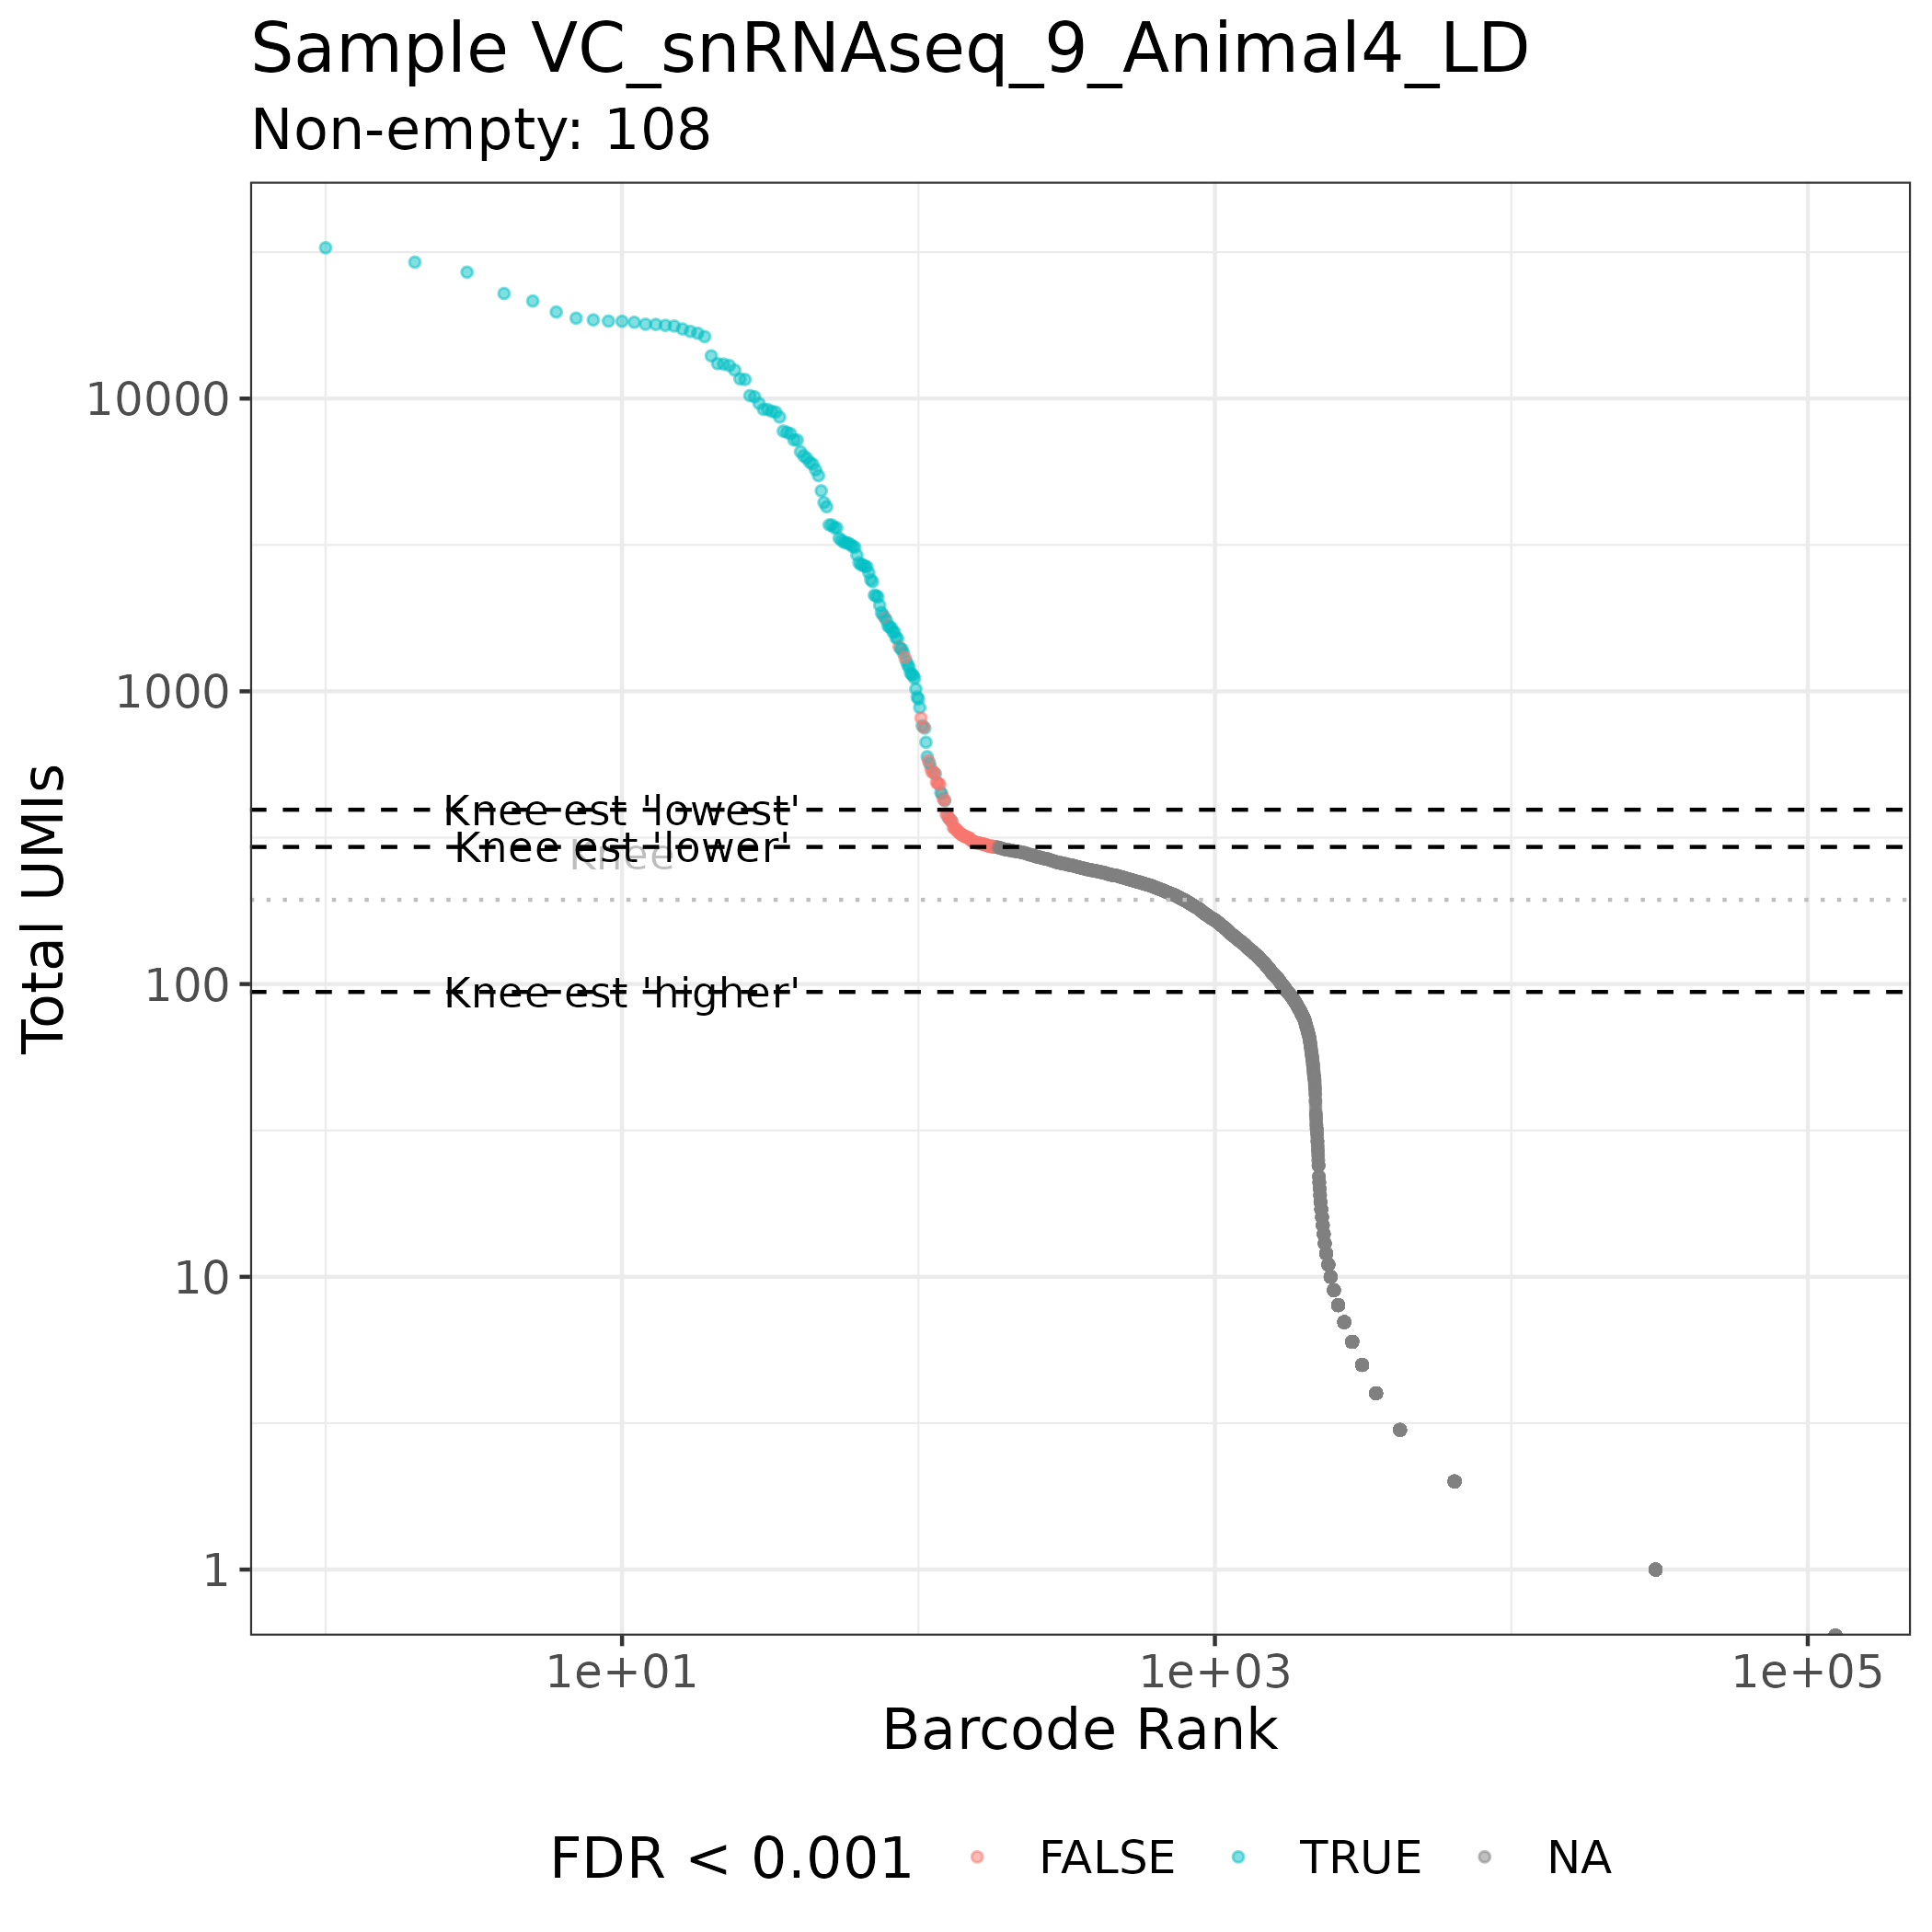 Sample VC_snRNAseq_9_Animal4_LD
Non-empty: 108
Total UMIs
10000
1000
100
10
1
Knee est 'lowest'
Knee est 'lower'
Knee
Knee est 'higher'
1e+01 1e+03 1e+05
Barcode Rank
FDR < 0.001 FALSE TRUE NA